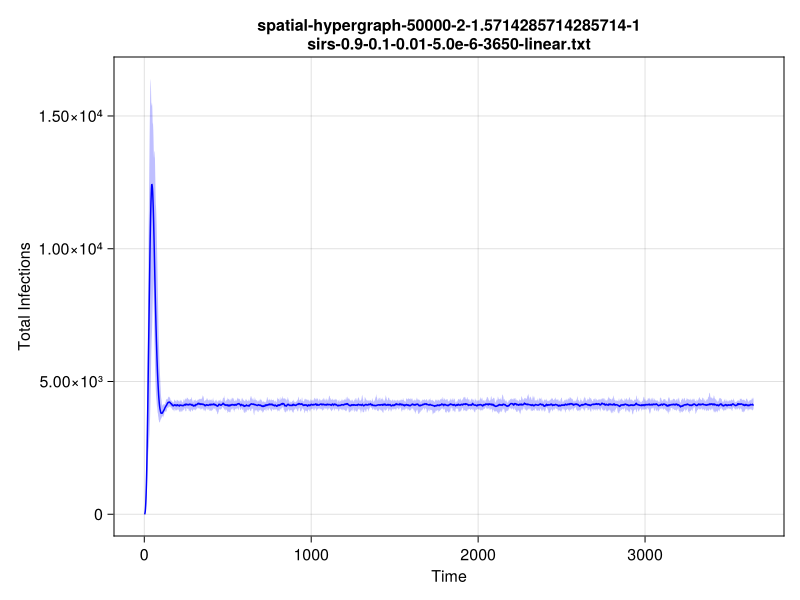 spatial-hypergraph-50000-2-1.5714285714285714-1
sirs-0.9-0.1-0.01-5.0e-6-3650-linear.txt
1.50×10⁴
1.00×10⁴
5.00×10³
0
Total Infections
0 1000 2000 3000
Time